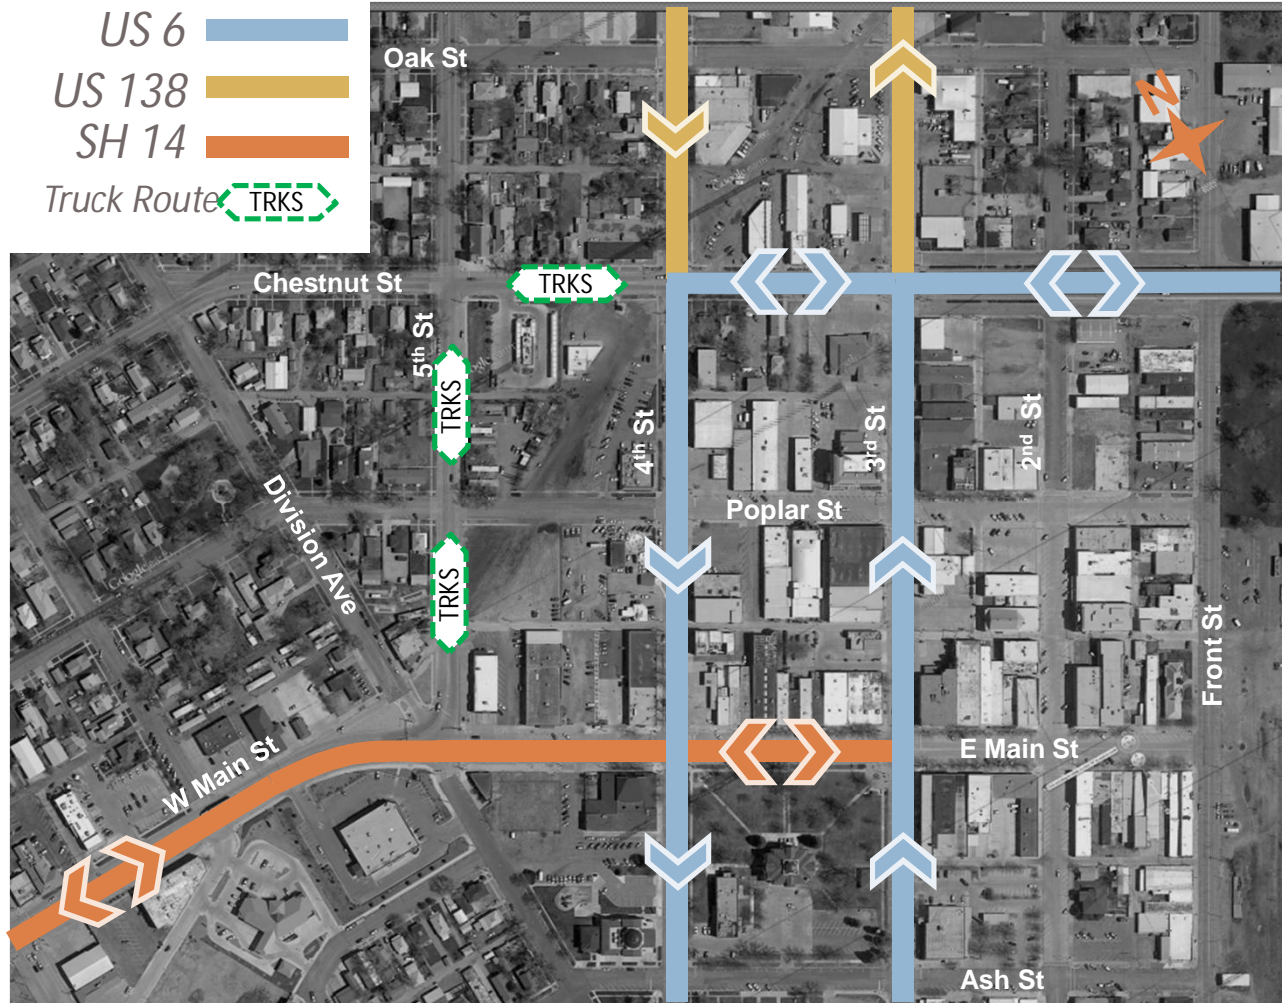 US 6
US 138
SH 14
Truck Route
TRKS
N
Oak St
Chestnut St
TRKS
5th St
TRKS
4th St
3rd St
2nd St
Division Ave
Poplar St
TRKS
Front St
W Main St
E Main St
Ash St
Google